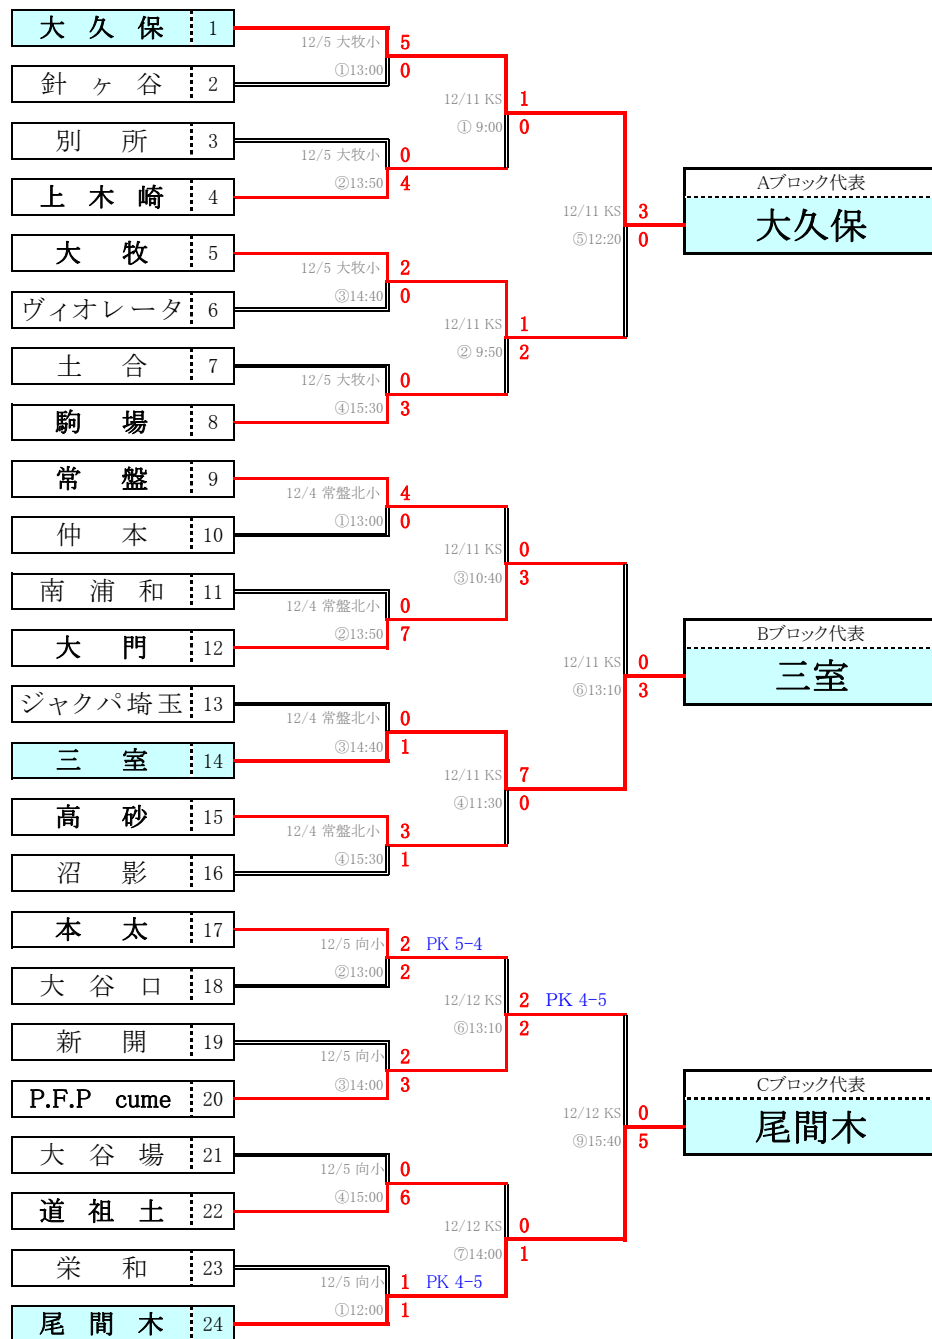 大久保 1
12/5 大牧小 5
①13:00 0
針ヶ谷 2
12/11 KS 1
① 9:00 0
別所 3
12/5 大牧小 0
②13:50 4
上木崎 4
Aブロック代表
大久保
12/11 KS 3
⑤12:20 0
大牧 5
12/5 大牧小 2
③14:40 0
ヴィオレータ 6
12/11 KS 1
② 9:50 2
土合 7
12/5 大牧小 0
④15:30 3
駒場 8
常盤 9
12/4 常盤北小 4
①13:00 0
仲本 10
12/11 KS 0
③10:40 3
南浦和 11
12/4 常盤北小 0
②13:50 7
大門 12
Bブロック代表
三室
12/11 KS 0
⑥13:10 3
ジャクパ埼玉 13
12/4 常盤北小 0
③14:40 1
三室 14
12/11 KS 7
④11:30 0
高砂 15
12/4 常盤北小 3
④15:30 1
沼影 16
本太 17
12/5 向小 2 PK 5-4
②13:00 2
大谷口 18
12/12 KS 2 PK 4-5
⑥13:10 2
新開 19
12/5 向小 2
③14:00 3
P.F.P cume 20
Cブロック代表
尾間木
12/12 KS 0
⑨15:40 5
大谷場 21
12/5 向小 0
④15:00 6
道祖土 22
12/12 KS 0
⑦14:00 1
栄和 23
12/5 向小 1 PK 4-5
①12:00 1
尾間木 24